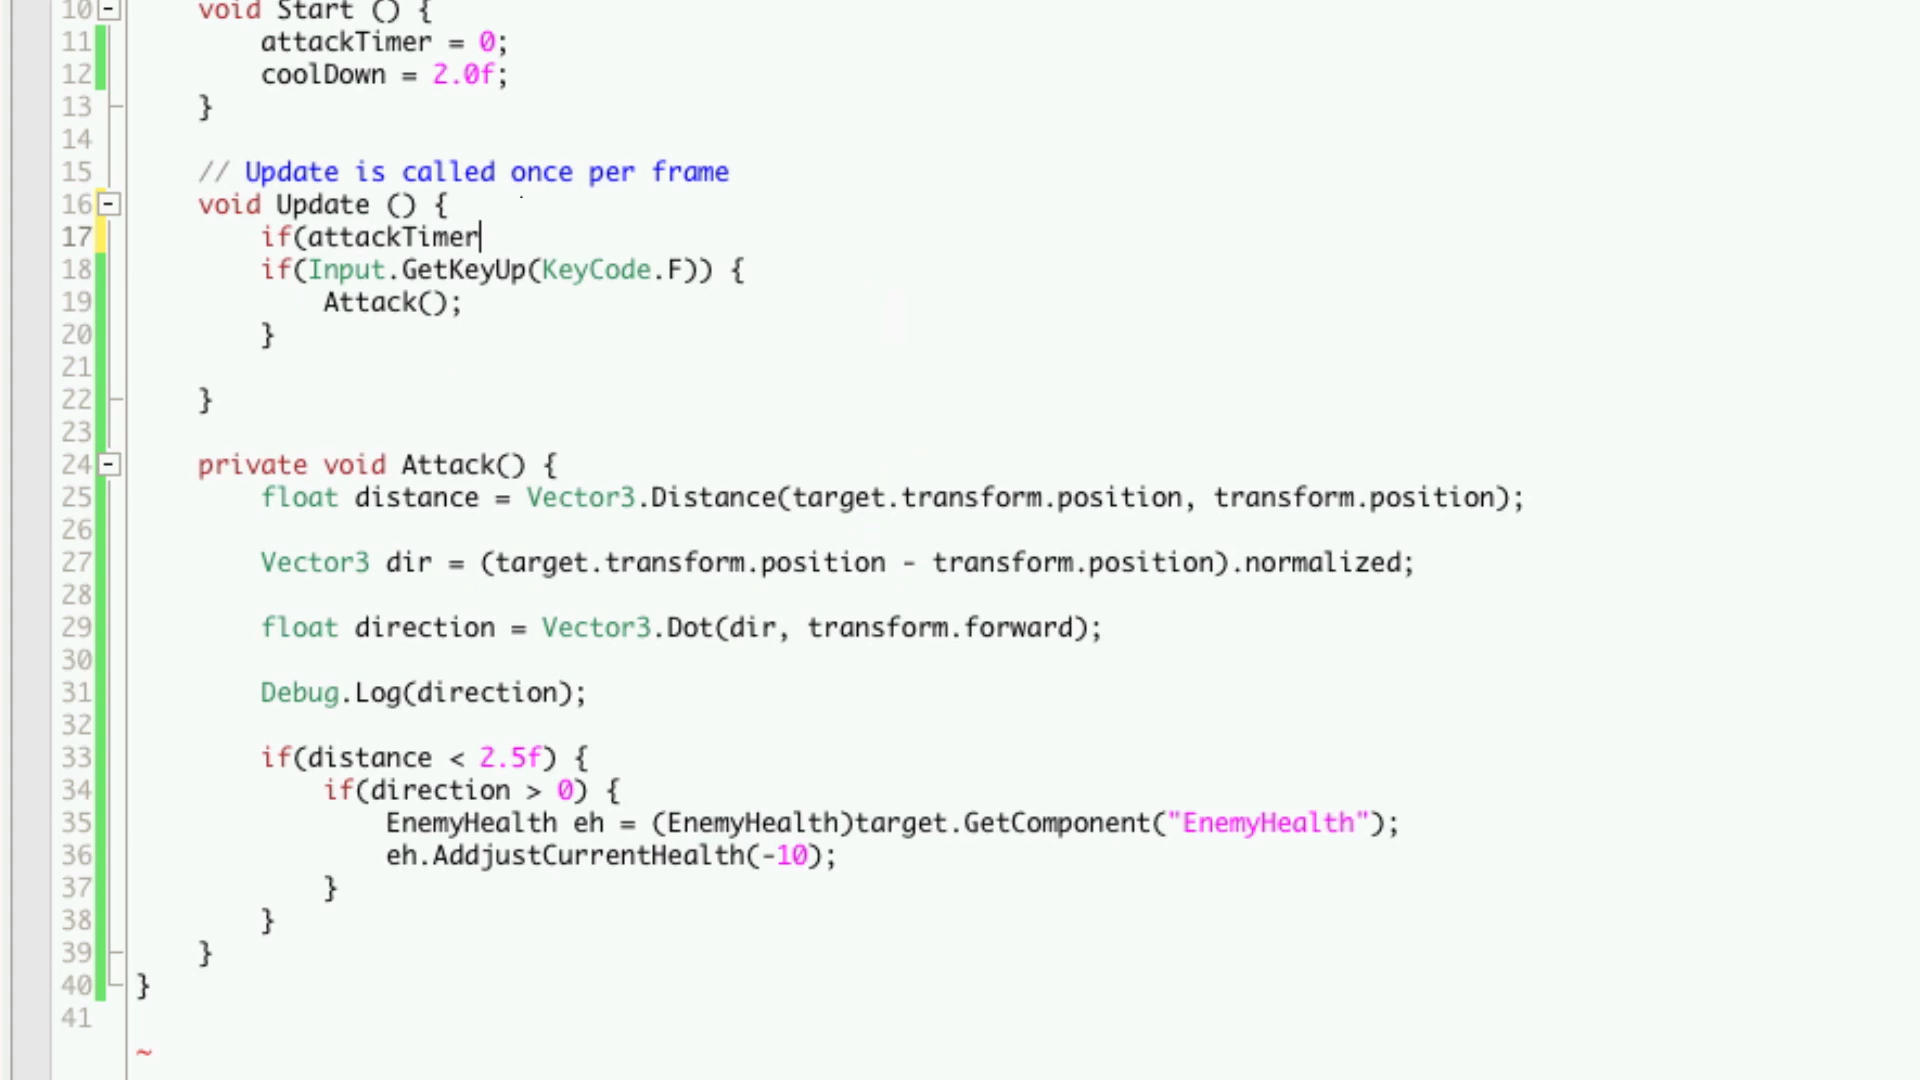 10 void Start () {
11 attackTimer = 0;
12 coolDown = 2.0f;
13 }
14
15 // Update is called once per frame
16 void Update () {
17 if(attackTimer
18 if(Input.GetKeyUp(KeyCode.F)) {
19 Attack();
20 }
21
22 }
23
24 private void Attack() {
25 float distance = Vector3.Distance(target.transform.position, transform.position);
26
27 Vector3 dir = (target.transform.position - transform.position).normalized;
28
29 float direction = Vector3.Dot(dir, transform.forward);
30
31 Debug.Log(direction);
32
33 if(distance < 2.5f) {
34 if(direction > 0) {
35 EnemyHealth eh = (EnemyHealth)target.GetComponent("EnemyHealth");
36 eh.AddjustCurrentHealth(-10);
37 }
38 }
39 }
40 }
41
~